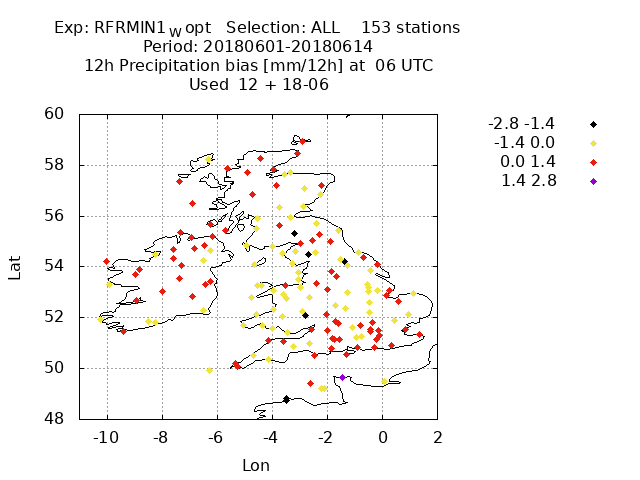 Exp: RFRMIN1_W opt Selection: ALL 153 stations
Period: 20180601-20180614
12h Precipitation bias [mm/12h] at 06 UTC
Used 12 + 18-06
-2.8 -1.4
-1.4 0.0
0.0 1.4
1.4 2.8
60
58
56
54
52
50
48
Lat
-10 -8 -6 -4 -2 0 2
Lon